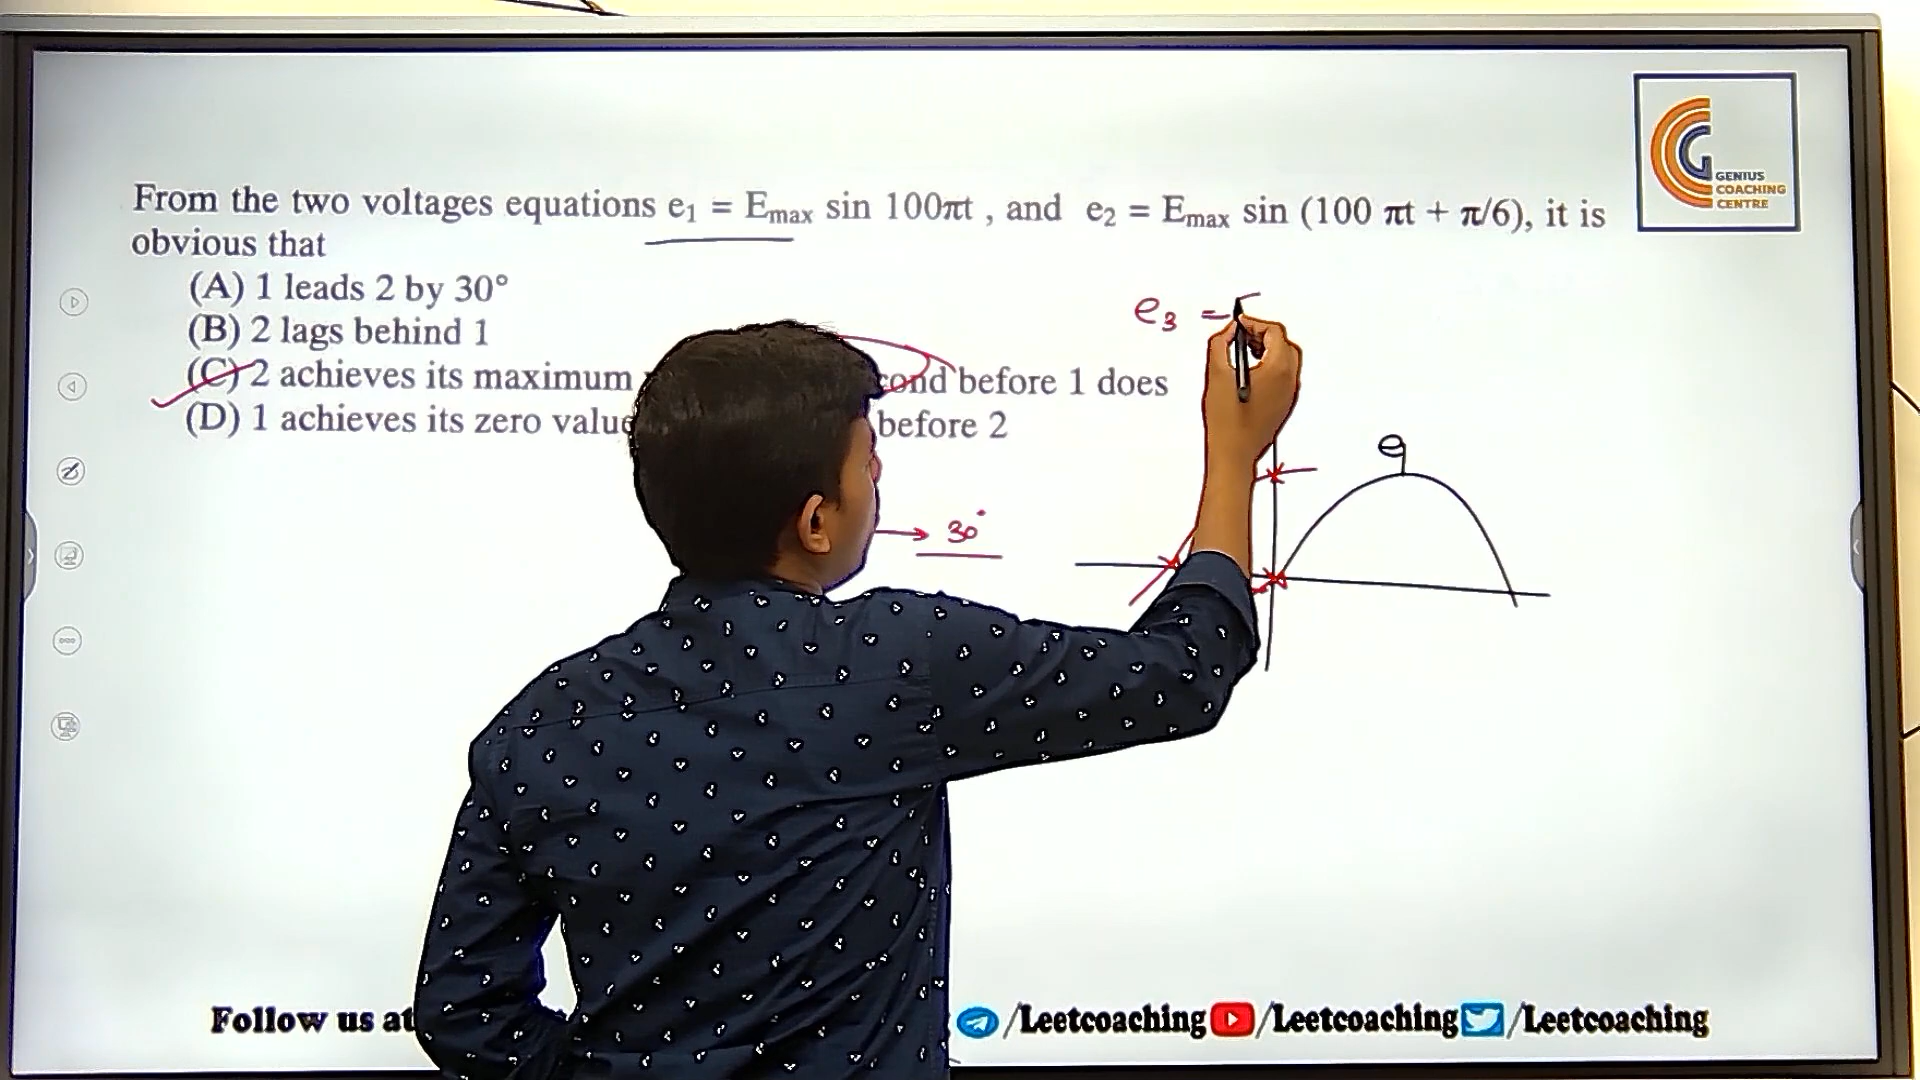 GENIUS
COACHING
CENTRE
From the two voltages equations e₁ = Eₘₐₓ sin 100πt , and e₂ = Eₘₐₓ sin (100 πt + π/6), it is
obvious that
(A) 1 leads 2 by 30°
(B) 2 lags behind 1
(C) 2 achieves its maximum before 1 does
(D) 1 achieves its zero value before 2
e₃ =
e₁
30°
Follow us at /Leetcoaching /Leetcoaching /Leetcoaching